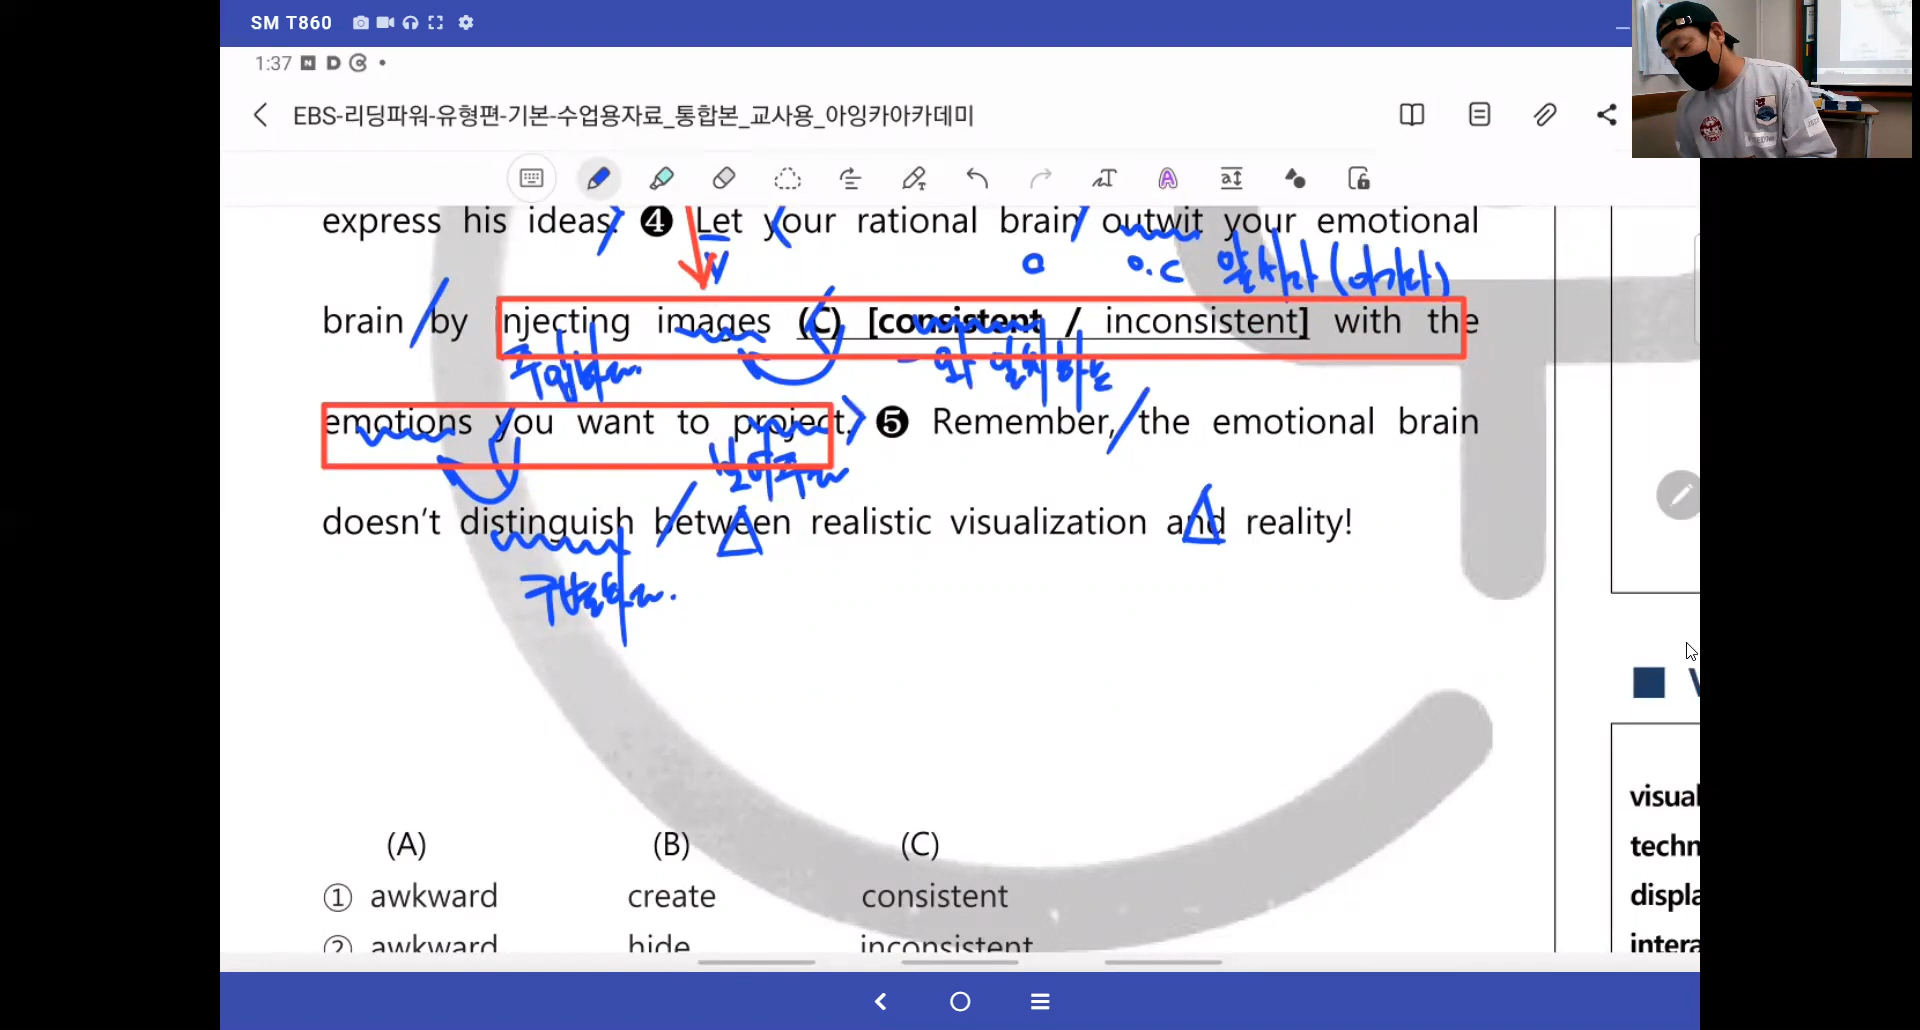 SM T860
1:37
EBS-리딩파워-유형편-기본-수업용자료_통합본_교사용_아잉카아카데미
express his ideas. ❹ Let your rational brain outwit your emotional
V
O
O.C 앞서다 (이기다)
brain by njecting images (C) [consistent / inconsistent] with the
주입하다.
~와 일치하는
emotions you want to project. ❺ Remember, the emotional brain
보여주다
doesn't distinguish between realistic visualization and reality!
구별하다.
(A) (B) (C)
① awkward create consistent
② awkward hide inconsistent
visual
techn
displa
intera